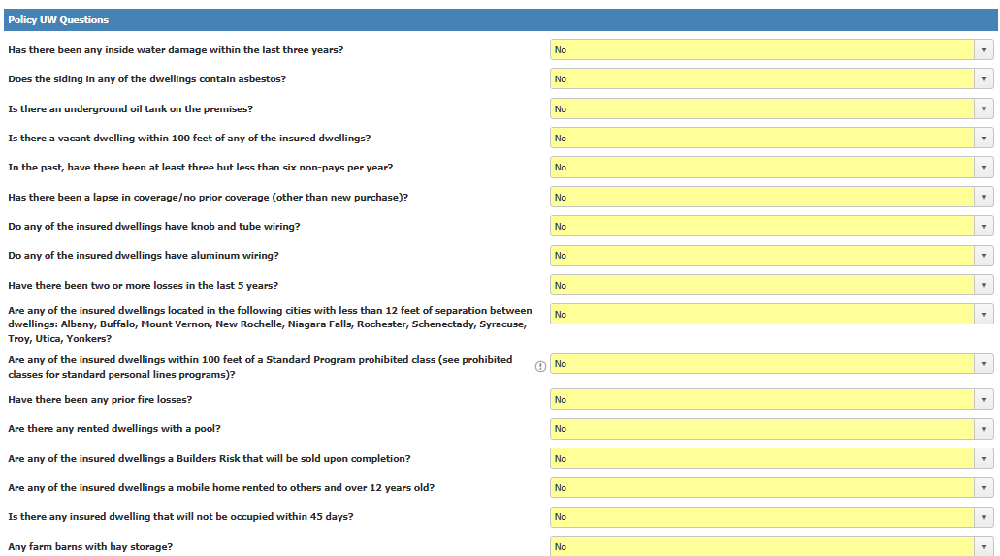 Policy UW Questions
Has there been any inside water damage within the last three years?
No
Does the siding in any of the dwellings contain asbestos?
No
Is there an underground oil tank on the premises?
No
Is there a vacant dwelling within 100 feet of any of the insured dwellings?
No
In the past, have there been at least three but less than six non-pays per year?
No
Has there been a lapse in coverage/no prior coverage (other than new purchase)?
No
Do any of the insured dwellings have knob and tube wiring?
No
Do any of the insured dwellings have aluminum wiring?
No
Have there been two or more losses in the last 5 years?
No
Are any of the insured dwellings located in the following cities with less than 12 feet of separation between
dwellings: Albany, Buffalo, Mount Vernon, New Rochelle, Niagara Falls, Rochester, Schenectady, Syracuse,
Troy, Utica, Yonkers?
No
Are any of the insured dwellings within 100 feet of a Standard Program prohibited class (see prohibited
classes for standard personal lines programs)?
No
Have there been any prior fire losses?
No
Are there any rented dwellings with a pool?
No
Are any of the insured dwellings a Builders Risk that will be sold upon completion?
No
Are any of the insured dwellings a mobile home rented to others and over 12 years old?
No
Is there any insured dwelling that will not be occupied within 45 days?
No
Any farm barns with hay storage?
No